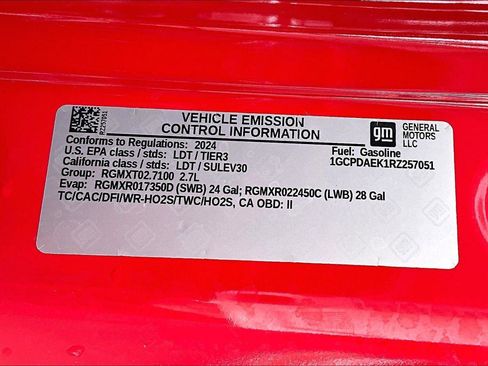 RZ257051
VEHICLE EMISSION
CONTROL INFORMATION
gm
GENERAL MOTORS
LLC
Conforms to Regulations: 2024
Fuel: Gasoline
U.S. EPA class / stds: LDT / TIER3
1GCPDAEK1RZ257051
California class / stds: LDT / SULEV30
Group: RGMXT02.7100 2.7L
Evap: RGMXR017350D (SWB) 24 Gal; RGMXR022450C (LWB) 28 Gal
TC/CAC/DFI/WR-HO2S/TWC/HO2S, CA OBD: II